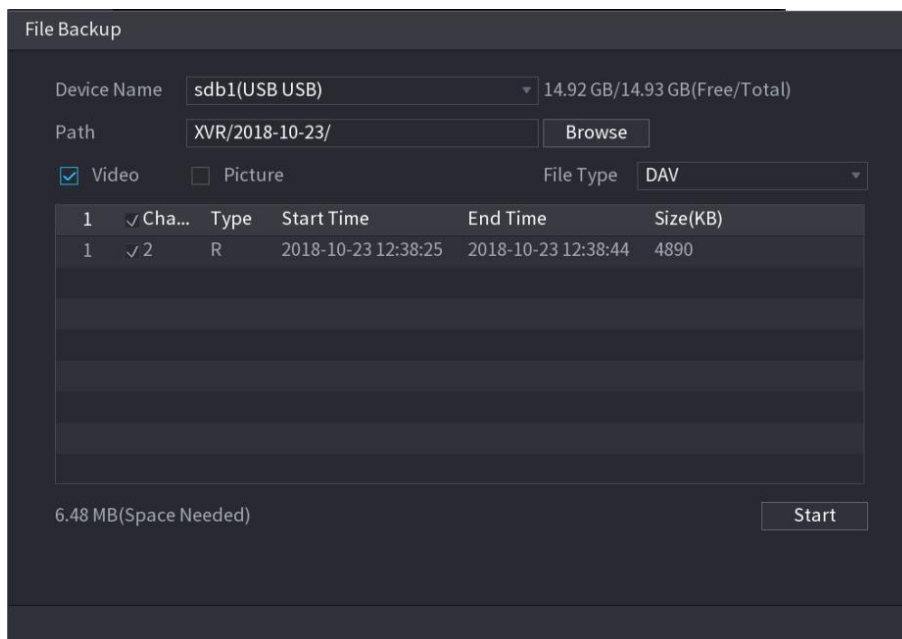 File Backup
Device Name sdb1(USB USB) 14.92 GB/14.93 GB(Free/Total)
Path XVR/2018-10-23/ Browse
Video Picture File Type DAV
1 Cha... Type Start Time End Time Size(KB)
1 2 R 2018-10-23 12:38:25 2018-10-23 12:38:44 4890
6.48 MB(Space Needed) Start